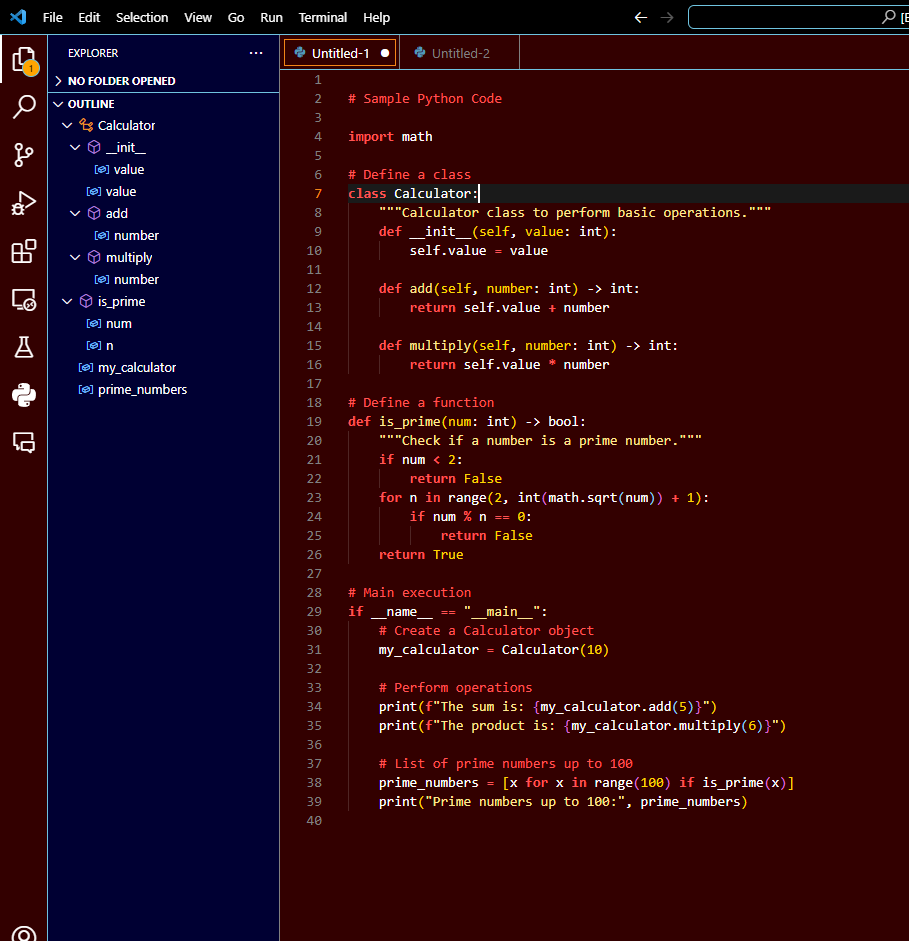 File Edit Selection View Go Run Terminal Help
EXPLORER
NO FOLDER OPENED
OUTLINE
Calculator
__init__
value
value
add
number
multiply
number
is_prime
num
n
my_calculator
prime_numbers
1
Untitled-1
Untitled-2
1
2 # Sample Python Code
3
4 import math
5
6 # Define a class
7 class Calculator:
8     """Calculator class to perform basic operations."""
9     def __init__(self, value: int):
10         self.value = value
11
12     def add(self, number: int) -> int:
13         return self.value + number
14
15     def multiply(self, number: int) -> int:
16         return self.value * number
17
18 # Define a function
19 def is_prime(num: int) -> bool:
20     """Check if a number is a prime number."""
21     if num < 2:
22         return False
23     for n in range(2, int(math.sqrt(num)) + 1):
24         if num % n == 0:
25             return False
26     return True
27
28 # Main execution
29 if __name__ == "__main__":
30     # Create a Calculator object
31     my_calculator = Calculator(10)
32
33     # Perform operations
34     print(f"The sum is: {my_calculator.add(5)}")
35     print(f"The product is: {my_calculator.multiply(6)}")
36
37     # List of prime numbers up to 100
38     prime_numbers = [x for x in range(100) if is_prime(x)]
39     print("Prime numbers up to 100:", prime_numbers)
40